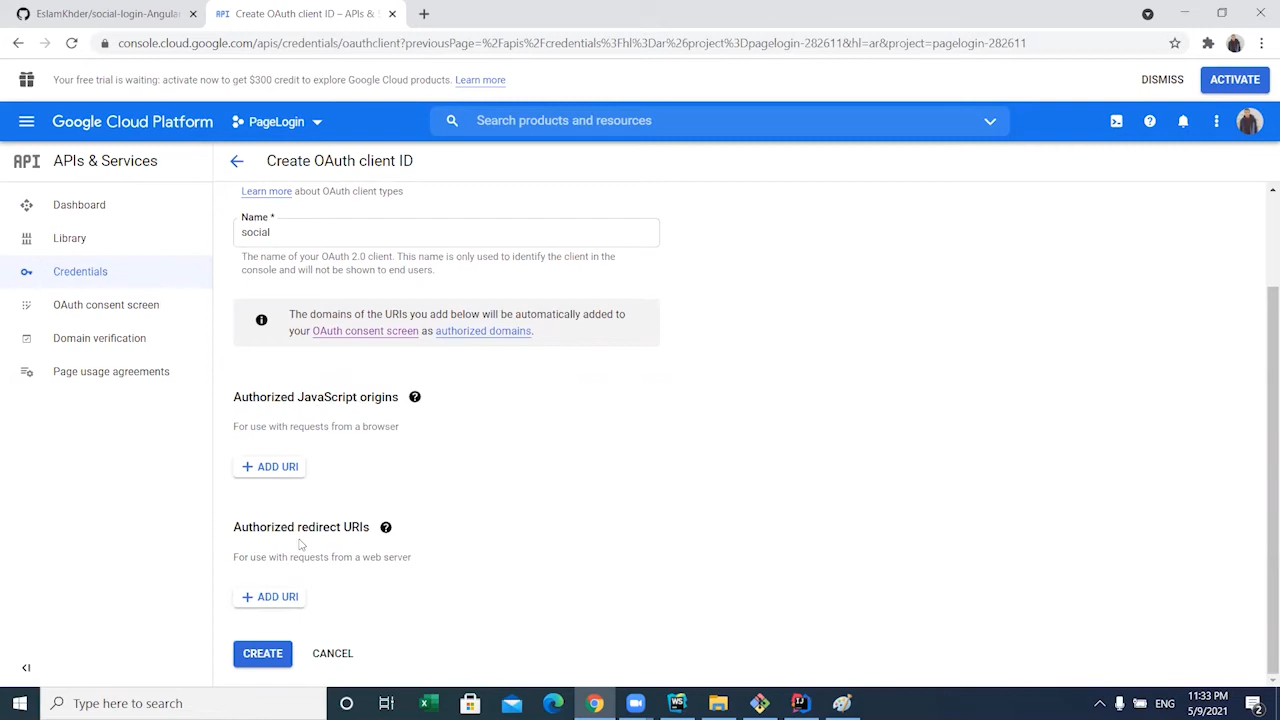 EslamKhder/social-login-Angular
Create OAuth client ID – APIs &
console.cloud.google.com/apis/credentials/oauthclient?previousPage=%2Fapis%2Fcredentials%3Fhl%3Dar%26project%3Dpagelogin-282611&hl=ar&project=pagelogin-282611
Your free trial is waiting: activate now to get $300 credit to explore Google Cloud products. Learn more
DISMISS
ACTIVATE
Google Cloud Platform
PageLogin
Search products and resources
API
APIs & Services
Create OAuth client ID
Dashboard
Library
Credentials
OAuth consent screen
Domain verification
Page usage agreements
Learn more about OAuth client types
Name *
social
The name of your OAuth 2.0 client. This name is only used to identify the client in the
console and will not be shown to end users.
The domains of the URIs you add below will be automatically added to
your OAuth consent screen as authorized domains.
Authorized JavaScript origins
For use with requests from a browser
+ ADD URI
Authorized redirect URIs
For use with requests from a web server
+ ADD URI
CREATE
CANCEL
Type here to search
ENG
11:33 PM
5/9/2021
2